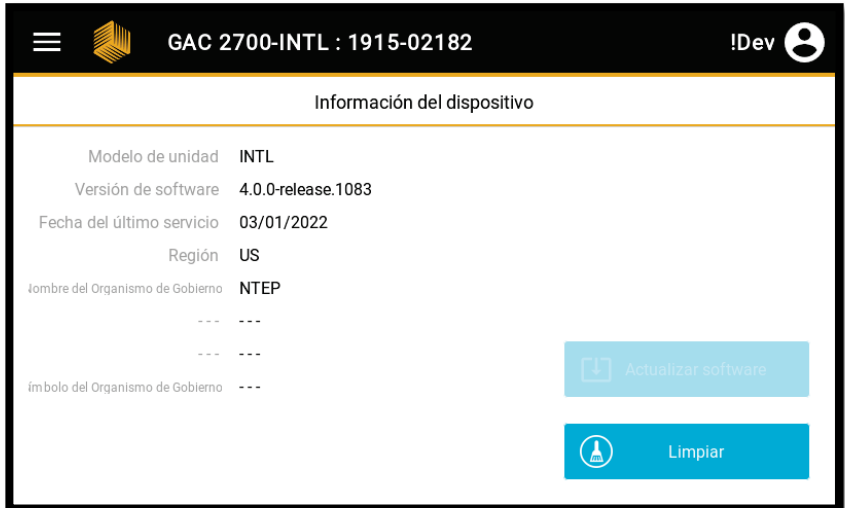 GAC 2700-INTL : 1915-02182 !Dev
Información del dispositivo
Modelo de unidad INTL
Versión de software 4.0.0-release.1083
Fecha del último servicio 03/01/2022
Región US
del Organismo de Gobierno NTEP
--- ---
--- ---
del Organismo de Gobierno ---
Actualizar software
Limpiar